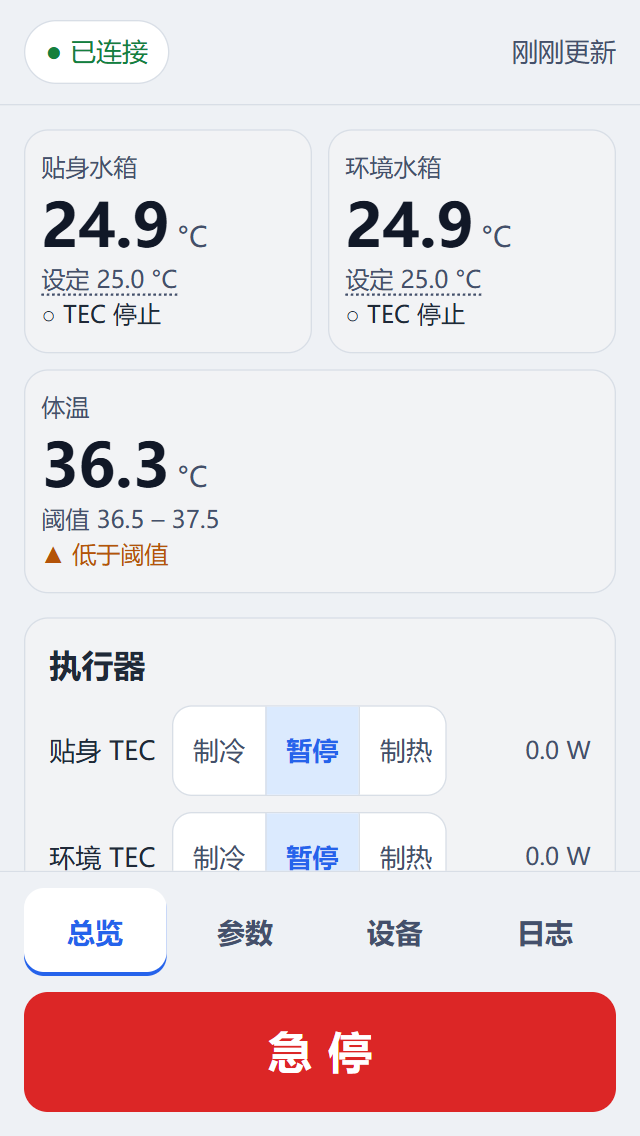 ● 已连接
刚刚更新
贴身水箱
24.9 °C
设定 25.0 °C
○ TEC 停止
环境水箱
24.9 °C
设定 25.0 °C
○ TEC 停止
体温
36.3 °C
阈值 36.5 – 37.5
▲ 低于阈值
执行器
贴身 TEC 制冷 暂停 制热 0.0 W
环境 TEC 制冷 暂停 制热 0.0 W
总览 参数 设备 日志
急 停